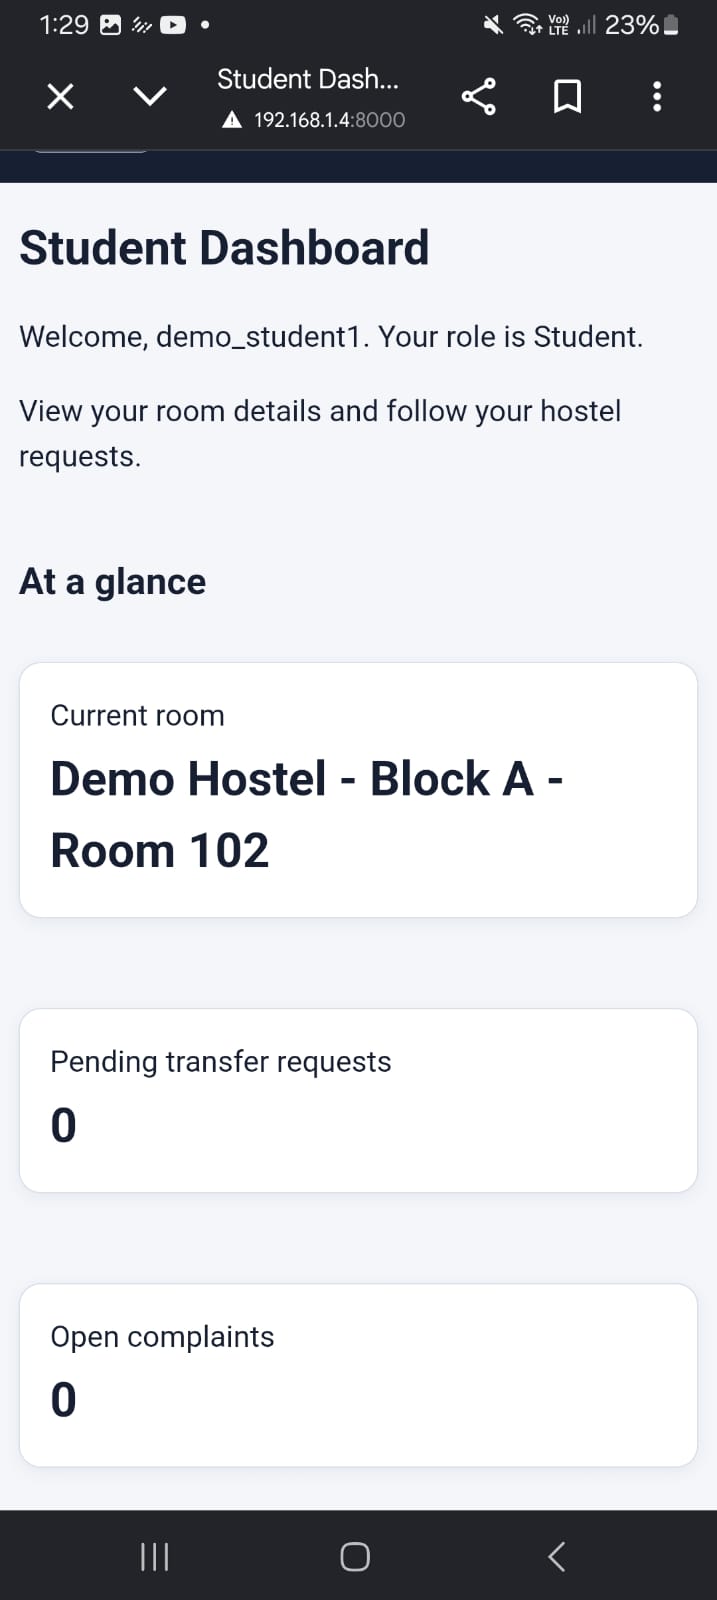 1:29
Vo)) LTE
23%
Student Dash...
192.168.1.4:8000
Student Dashboard
Welcome, demo_student1. Your role is Student.
View your room details and follow your hostel
requests.
At a glance
Current room
Demo Hostel - Block A -
Room 102
Pending transfer requests
0
Open complaints
0